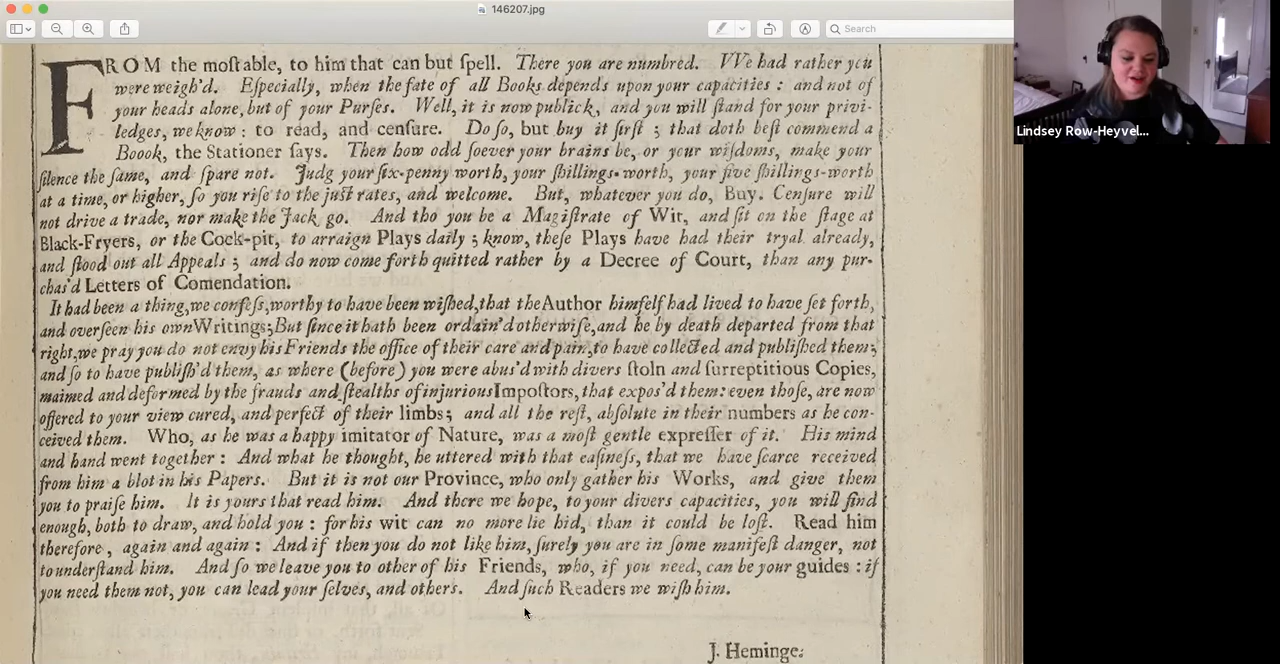 146207.jpg
Search
Lindsey Row-Heyvel...
FROM the most able, to him that can but spell. There you are numbred. VVe had rather you
were weigh'd. Especially, when the fate of all Books depends upon your capacities : and not of
your heads alone, but of your Purses. Well, it is now publick, and you will stand for your privi-
ledges, we know : to read, and censure. Do so, but buy it first ; that doth best commend a
Boook, the Stationer says. Then how odd soever your brains be, or your wisdoms, make your
silence the same, and spare not. Judg your six-penny worth, your shillings-worth, your five shillings-worth
at a time, or higher, so you rise to the just rates, and welcome. But, whatever you do, Buy. Censure will
not drive a trade, nor make the Jack go. And tho you be a Magistrate of Wit, and sit on the stage at
Black-Fryers, or the Cock-pit, to arraign Plays daily ; know, these Plays have had their tryal already,
and stood out all Appeals ; and do now come forth quitted rather by a Decree of Court, than any pur-
chas'd Letters of Comendation.
It had been a thing, we confess, worthy to have been wished, that the Author himself had lived to have set forth,
and overseen his own Writings; But since it hath been ordain'd otherwise, and he by death departed from that
right, we pray you do not envy his Friends the office of their care and pain, to have collected and published them;
and so to have publish'd them, as where (before) you were abus'd with divers stoln and surreptitious Copies,
maimed and deformed by the frauds and stealths of injurious Impostors, that expos'd them: even those, are now
offered to your view cured, and perfect of their limbs; and all the rest, absolute in their numbers as he con-
ceived them. Who, as he was a happy imitator of Nature, was a most gentle expresser of it. His mind
and hand went together : And what he thought, he uttered with that easiness, that we have scarce received
from him a blot in his Papers. But it is not our Province, who only gather his Works, and give them
you to praise him. It is yours that read him. And there we hope, to your divers capacities, you will find
enough, both to draw, and hold you : for his wit can no more lie hid, than it could be lost. Read him
therefore, again and again : And if then you do not like him, surely you are in some manifest danger, not
to understand him. And so we leave you to other of his Friends, who, if you need, can be your guides : if
you need them not, you can lead your selves, and others. And such Readers we wish him.
J. Heminge: